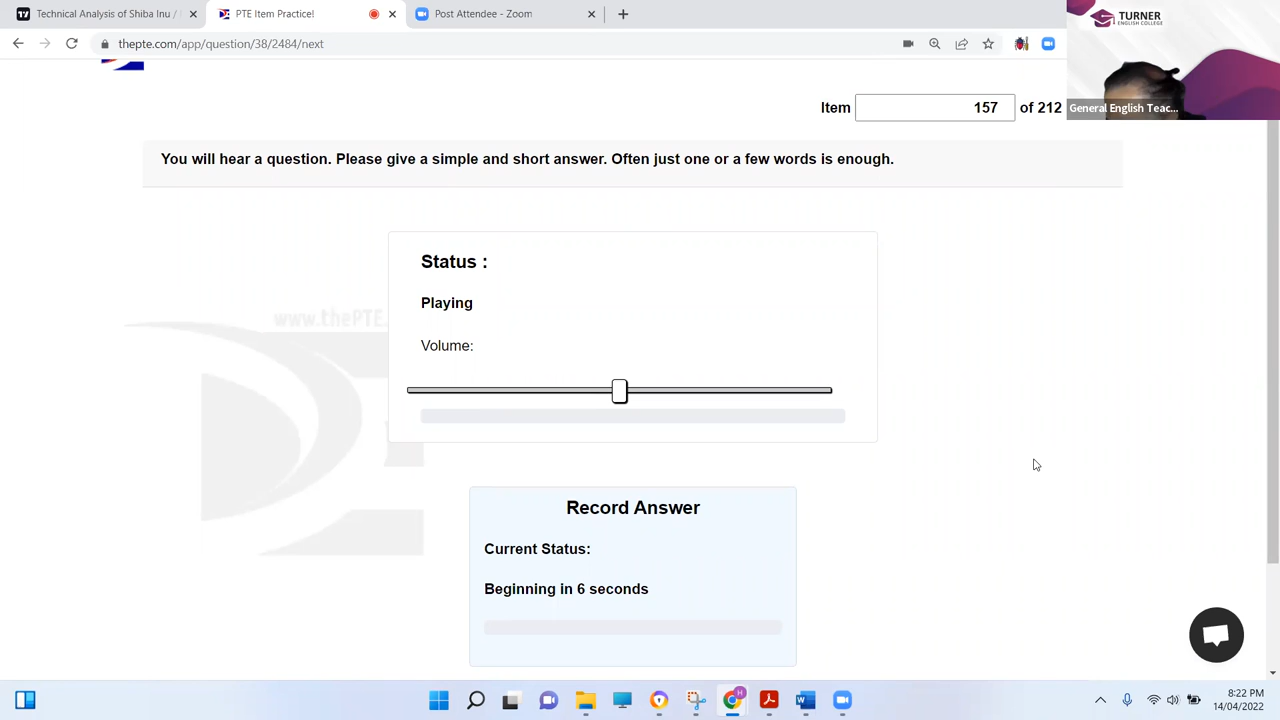 Technical Analysis of Shiba Inu /
PTE Item Practice!
Post Attendee - Zoom
thepte.com/app/question/38/2484/next
TURNER
ENGLISH COLLEGE
General English Teac...
Item 157 of 212
You will hear a question. Please give a simple and short answer. Often just one or a few words is enough.
www.thePTE.
Status :
Playing
Volume:
Record Answer
Current Status:
Beginning in 6 seconds
8:22 PM
14/04/2022